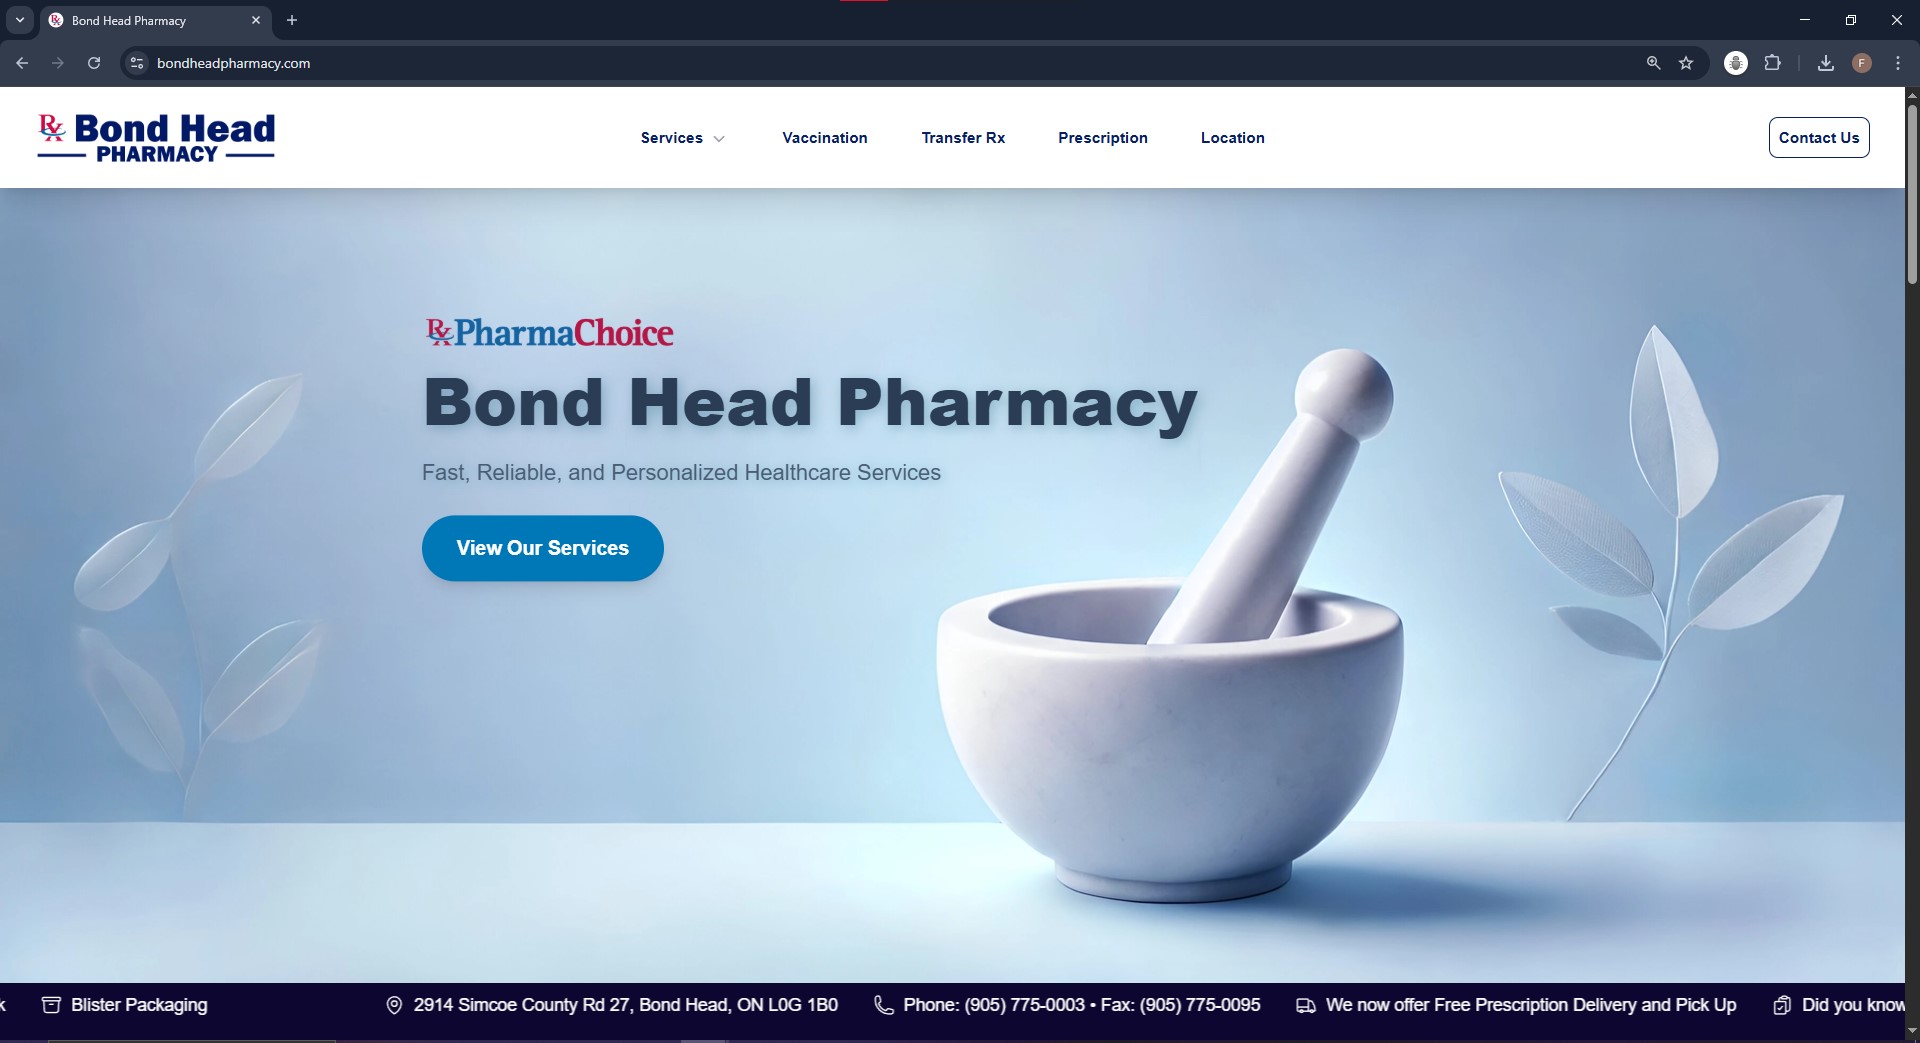 Bond Head Pharmacy
bondheadpharmacy.com
F
Rx Bond Head
PHARMACY
Services
Vaccination
Transfer Rx
Prescription
Location
Contact Us
Rx PharmaChoice
Bond Head Pharmacy
Fast, Reliable, and Personalized Healthcare Services
View Our Services
k
Blister Packaging
2914 Simcoe County Rd 27, Bond Head, ON L0G 1B0
Phone: (905) 775-0003 • Fax: (905) 775-0095
We now offer Free Prescription Delivery and Pick Up
Did you know